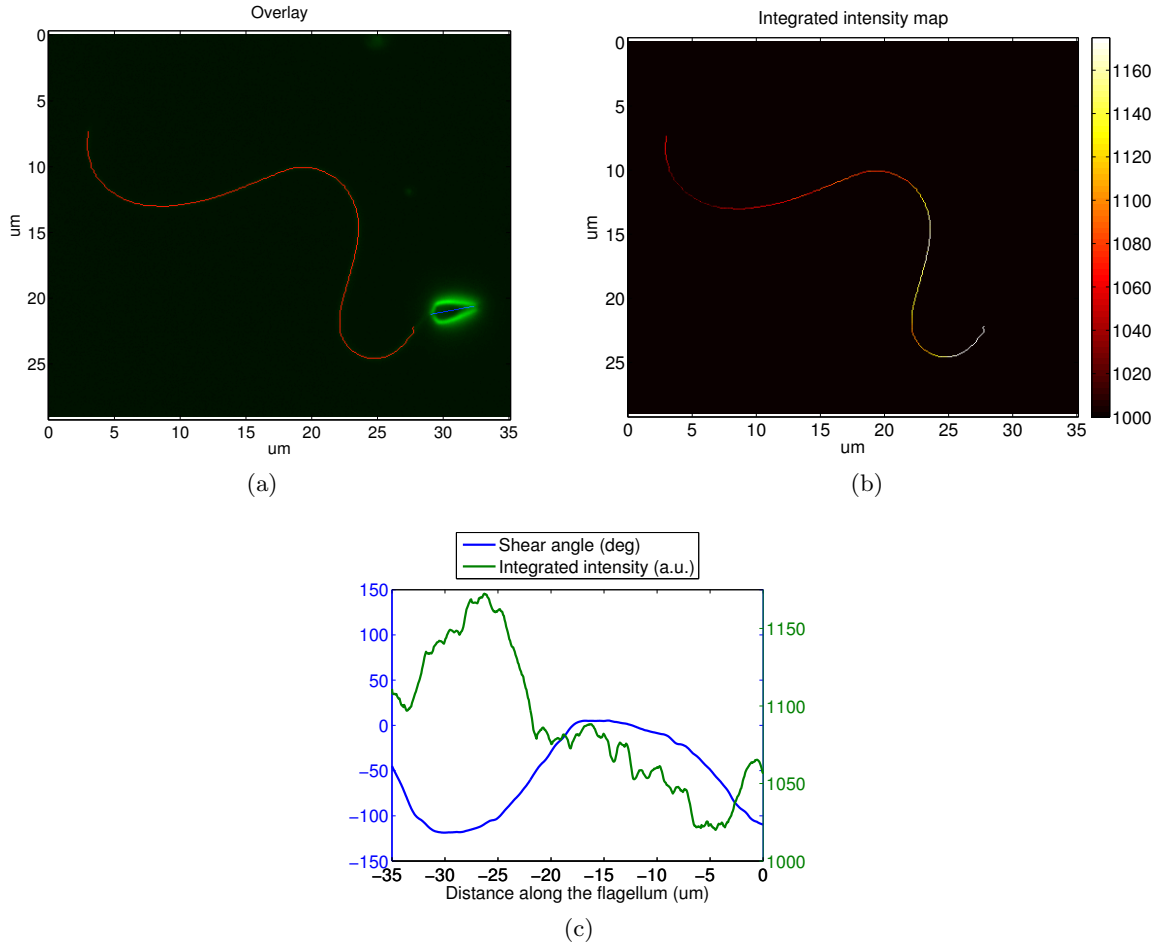 Overlay
0
5
10
15
20
25
um
0 5 10 15 20 25 30 35
um
(a)
Integrated intensity map
0
5
10
15
20
25
um
0 5 10 15 20 25 30 35
um
1160
1140
1120
1100
1080
1060
1040
1020
1000
(b)
Shear angle (deg)
Integrated intensity (a.u.)
150
100
50
0
−50
−100
−150
1150
1100
1050
1000
−35 −30 −25 −20 −15 −10 −5 0
Distance along the flagellum (um)
(c)